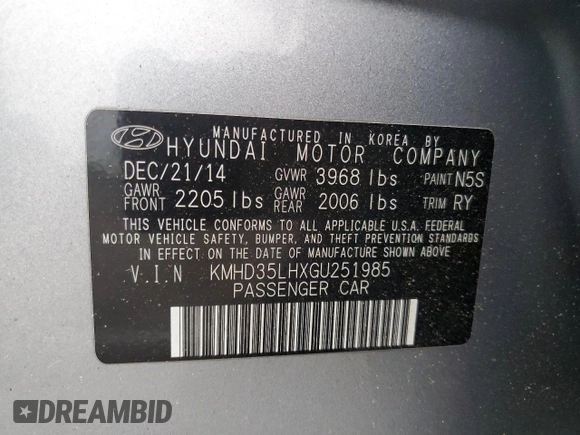 MANUFACTURED IN KOREA BY
HYUNDAI MOTOR COMPANY
DEC/21/14 GVWR 3968 lbs PAINT N5S
GAWR FRONT 2205 lbs GAWR REAR 2006 lbs TRIM RY
THIS VEHICLE CONFORMS TO ALL APPLICABLE U.S.A. FEDERAL
MOTOR VEHICLE SAFETY, BUMPER, AND THEFT PREVENTION STANDARDS
IN EFFECT ON THE DATE OF MANUFACTURE SHOWN ABOVE
V.I.N KMHD35LHXGU251985
PASSENGER CAR
DREAMBID